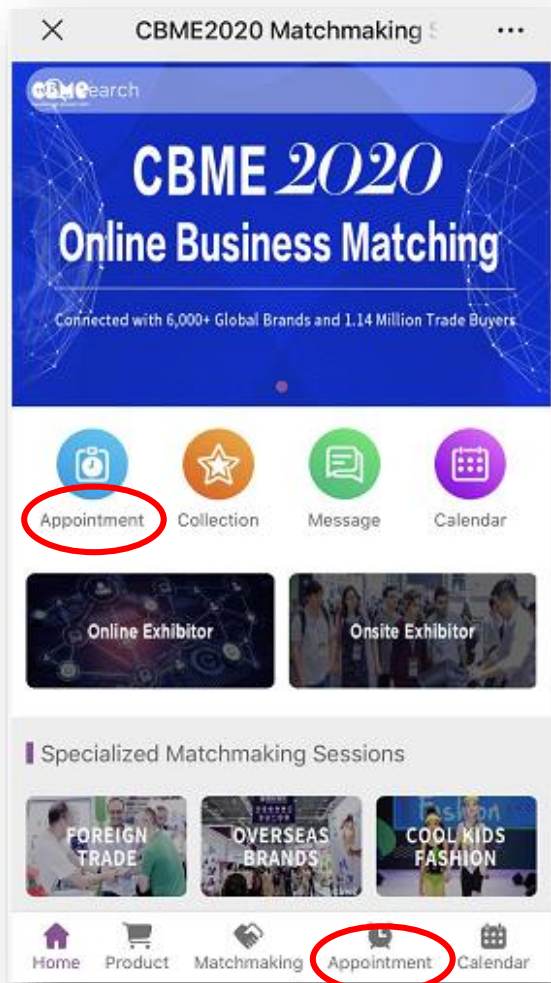 CBME2020 Matchmaking
cbme
earch
CBME 2020
Online Business Matching
Connected with 6,000+ Global Brands and 1.14 Million Trade Buyers
Appointment Collection Message Calendar
Online Exhibitor Onsite Exhibitor
Specialized Matchmaking Sessions
FOREIGN OVERSEAS COOL KIDS
TRADE BRANDS FASHION
Home Product Matchmaking Appointment Calendar